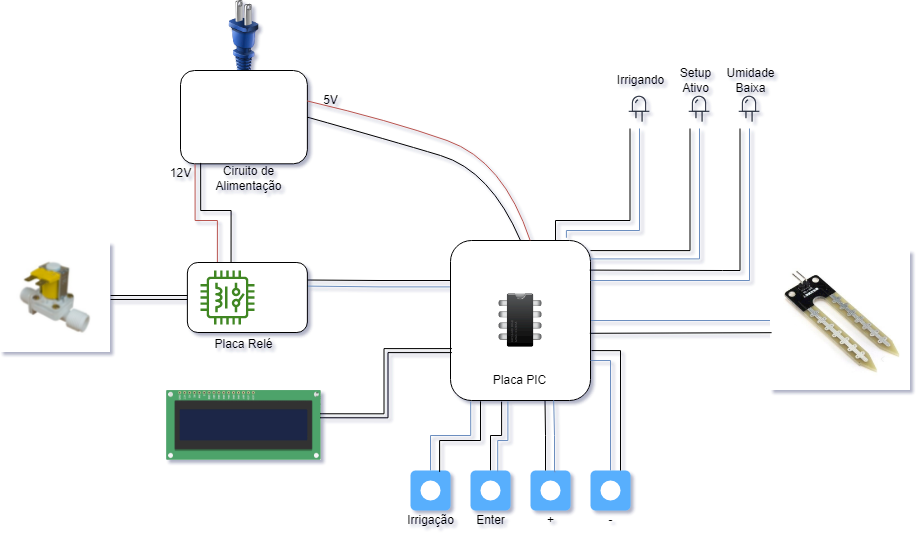 Irrigando
Setup
Ativo
Umidade
Baixa
5V
12V
Ciruito de
Alimentação
Placa Relé
Placa PIC
Irrigação
Enter
+
-